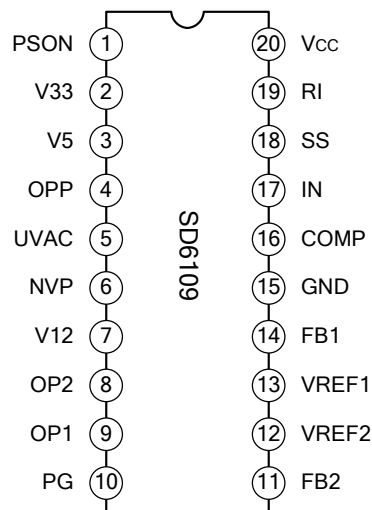 PSON 1 20 Vcc
V33 2 19 RI
V5 3 18 SS
OPP 4 17 IN
UVAC 5 16 COMP
NVP 6 15 GND
V12 7 14 FB1
OP2 8 13 VREF1
OP1 9 12 VREF2
PG 10 11 FB2
SD6109